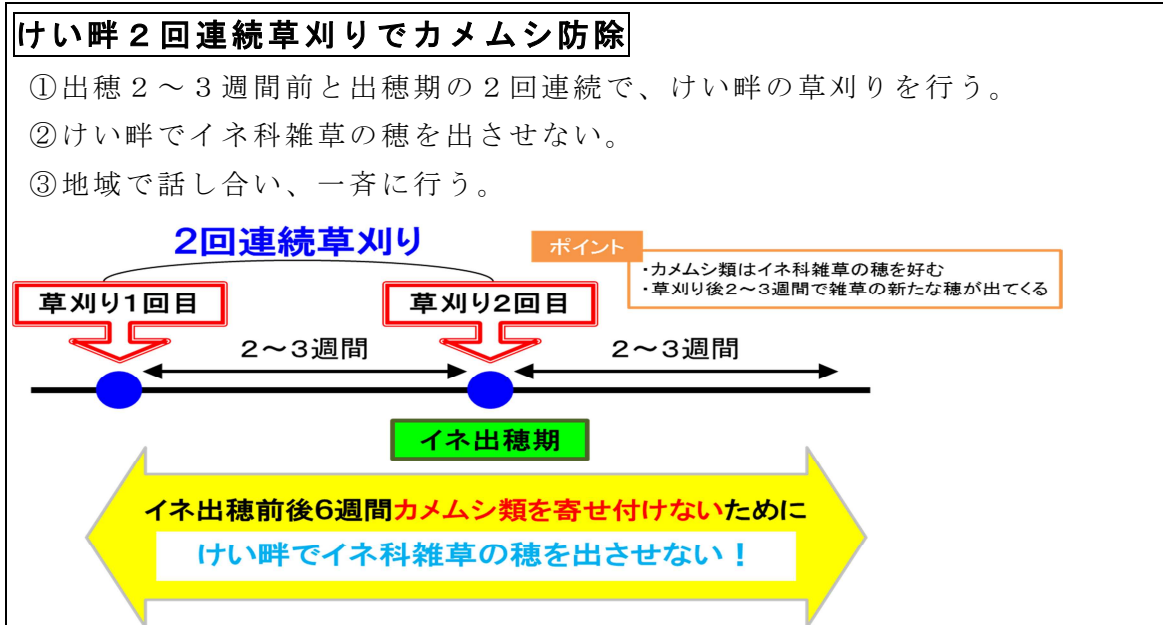 けい畔２回連続草刈りでカメムシ防除
①出穂２～３週間前と出穂期の２回連続で、けい畔の草刈りを行う。
②けい畔でイネ科雑草の穂を出させない。
③地域で話し合い、一斉に行う。
2回連続草刈り
ポイント
・カメムシ類はイネ科雑草の穂を好む
・草刈り後2～3週間で雑草の新たな穂が出てくる
草刈り1回目
草刈り2回目
2～3週間
2～3週間
イネ出穂期
イネ出穂前後6週間カメムシ類を寄せ付けないために
けい畔でイネ科雑草の穂を出させない！